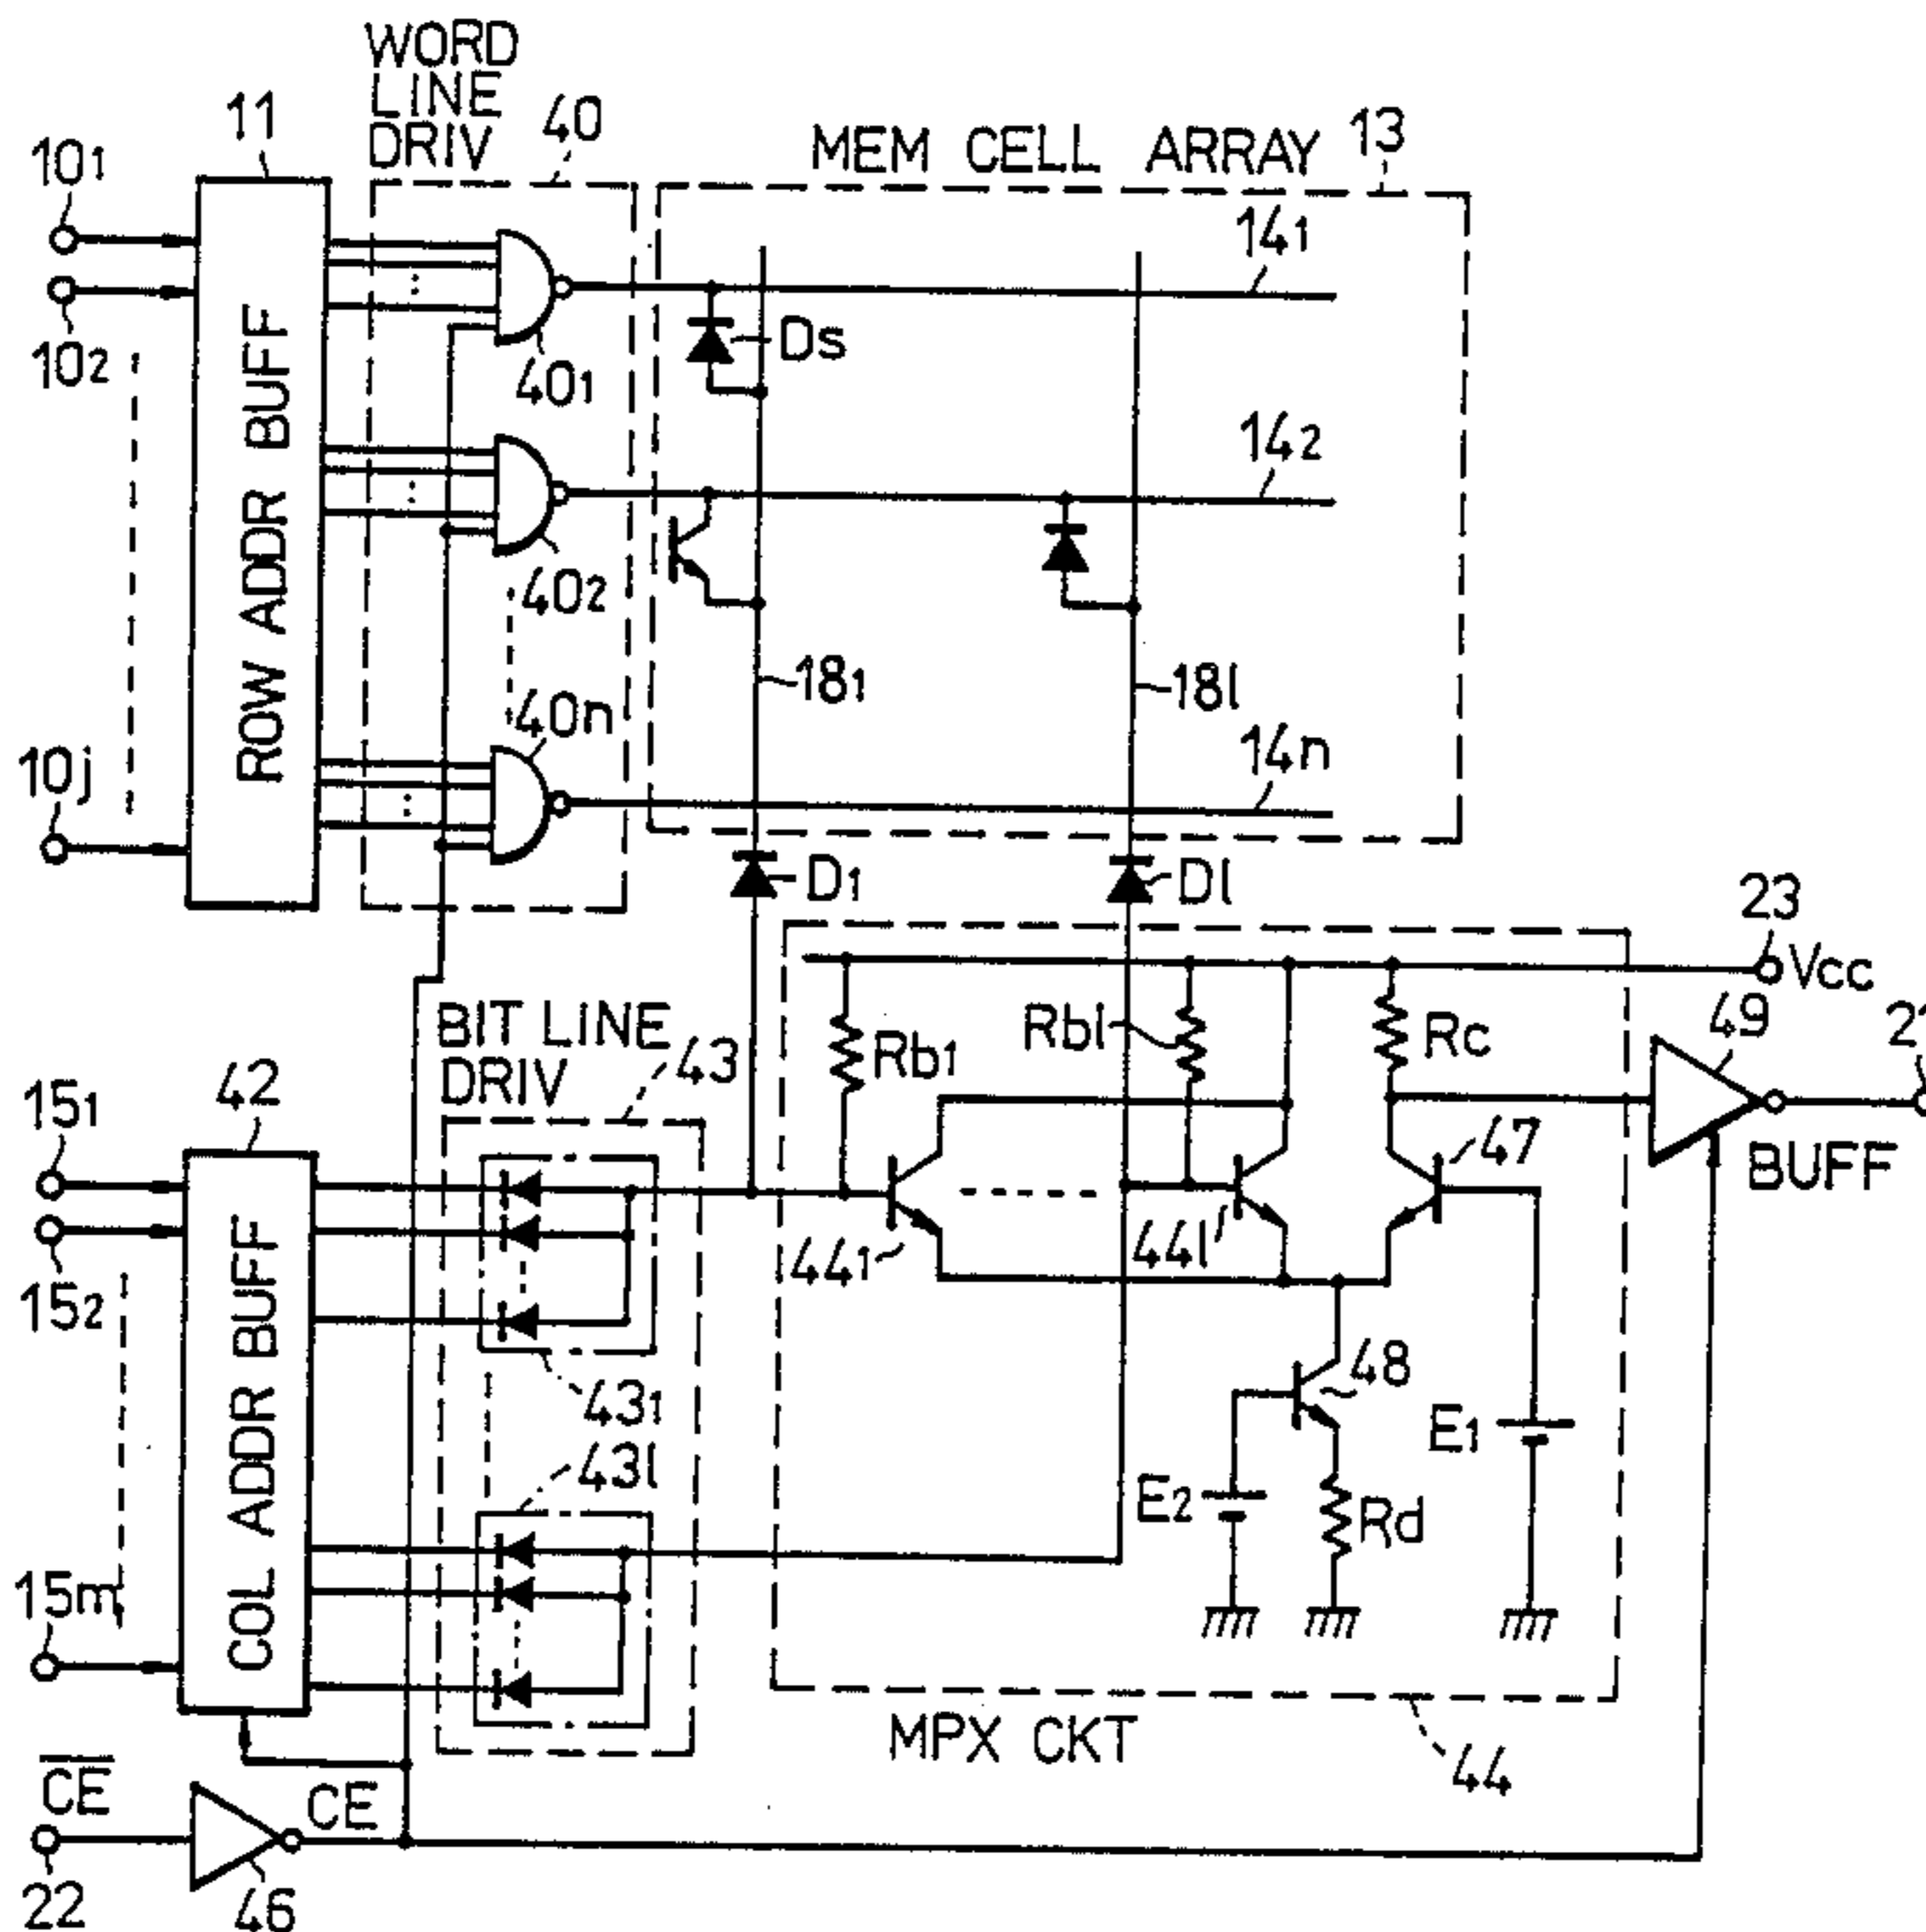 WORD
LINE
DRIV
40
11
MEM CELL ARRAY
13
10₁
10₂
10j
ROW ADDR BUFF
14₁
Ds
40₁
14₂
40₂
18₁
18l
40n
14n
D₁
Dl
23
Vcc
BIT LINE
DRIV
43
Rb₁
Rbl
Rc
49
21
42
15₁
15₂
15m
COL ADDR BUFF
47
BUFF
44₁
44l
48
43₁
43l
E₁
E₂
Rd
MPX CKT
44
CE̅
CE
22
46